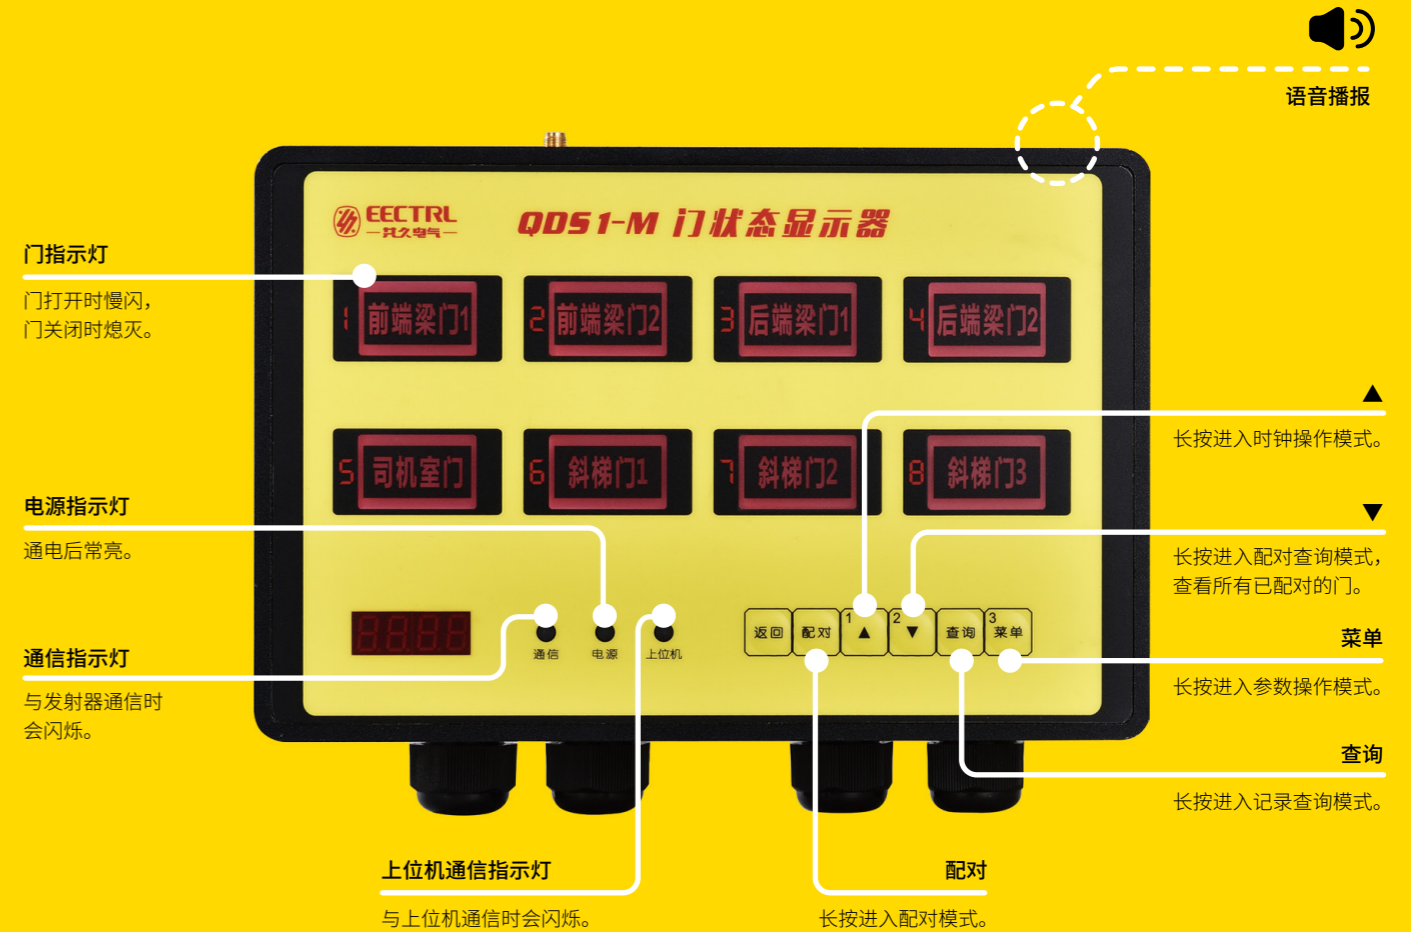 语音播报
EECTRL
共久电气
QDS1-M 门状态显示器
门指示灯
门打开时慢闪，
门关闭时熄灭。
1 前端梁门1
2 前端梁门2
3 后端梁门1
4 后端梁门2
▲
长按进入时钟操作模式。
5 司机室门
6 斜梯门1
7 斜梯门2
8 斜梯门3
电源指示灯
通电后常亮。
▼
长按进入配对查询模式，
查看所有已配对的门。
8.8.8.8
通信
电源
上位机
返回
配对
1 ▲
2 ▼
查询
3 菜单
菜单
长按进入参数操作模式。
通信指示灯
与发射器通信时
会闪烁。
查询
长按进入记录查询模式。
上位机通信指示灯
与上位机通信时会闪烁。
配对
长按进入配对模式。